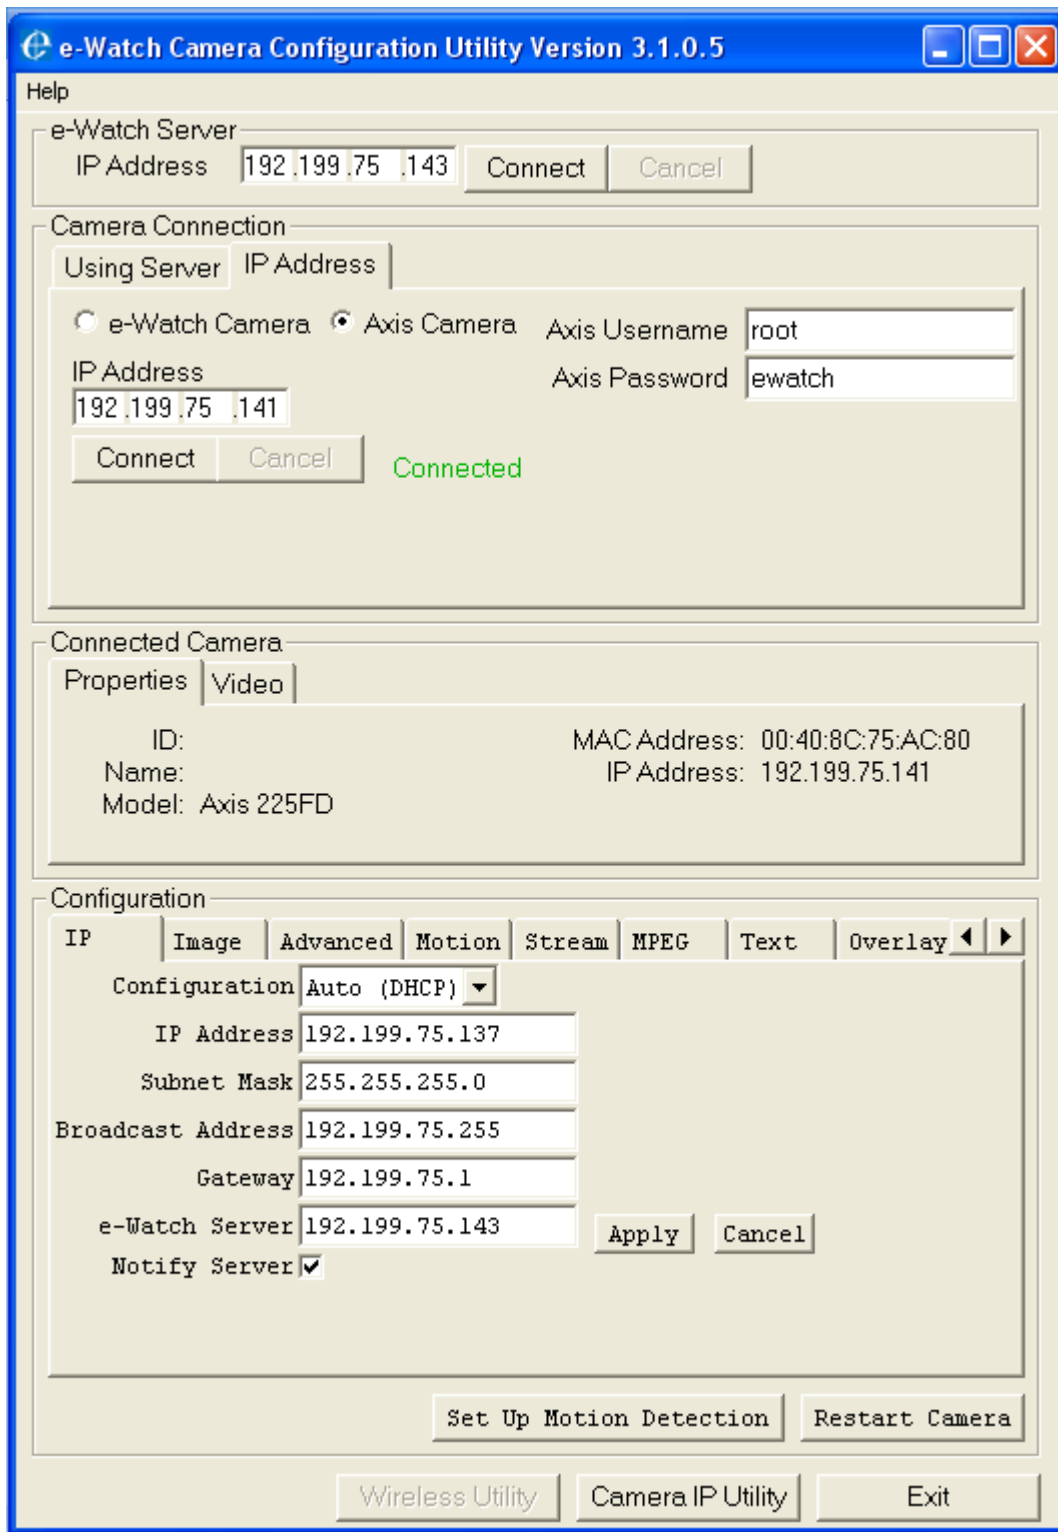 e-Watch Camera Configuration Utility Version 3.1.0.5
Help
e-Watch Server
IP Address 192.199.75.143 Connect Cancel
Camera Connection
Using Server IP Address
e-Watch Camera Axis Camera Axis Username root
IP Address Axis Password ewatch
192.199.75.141
Connect Cancel Connected
Connected Camera
Properties Video
ID: MAC Address: 00:40:8C:75:AC:80
Name: IP Address: 192.199.75.141
Model: Axis 225FD
Configuration
IP Image Advanced Motion Stream MPEG Text Overlay
Configuration Auto (DHCP)
IP Address 192.199.75.137
Subnet Mask 255.255.255.0
Broadcast Address 192.199.75.255
Gateway 192.199.75.1
e-Watch Server 192.199.75.143 Apply Cancel
Notify Server
Set Up Motion Detection Restart Camera
Wireless Utility Camera IP Utility Exit